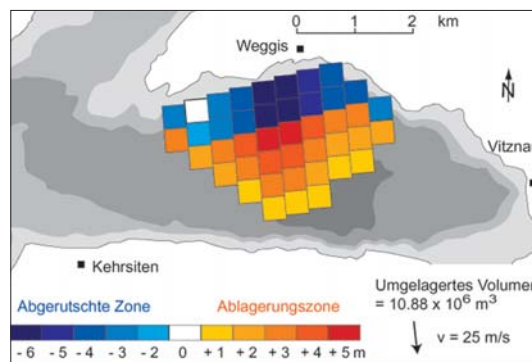 0 1 2
km
Weggis
N
Vitznau
Kehrsiten
Umgelagertes Volumen
= 10.88 x 10⁶ m³
Abgerutschte Zone Ablagerungszone
v = 25 m/s
- 6 - 5 - 4 - 3 - 2 0 + 1 + 2 + 3 + 4 + 5 m